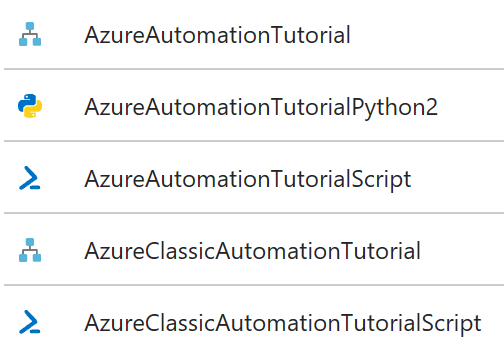 AzureAutomationTutorial
AzureAutomationTutorialPython2
AzureAutomationTutorialScript
AzureClassicAutomationTutorial
AzureClassicAutomationTutorialScript